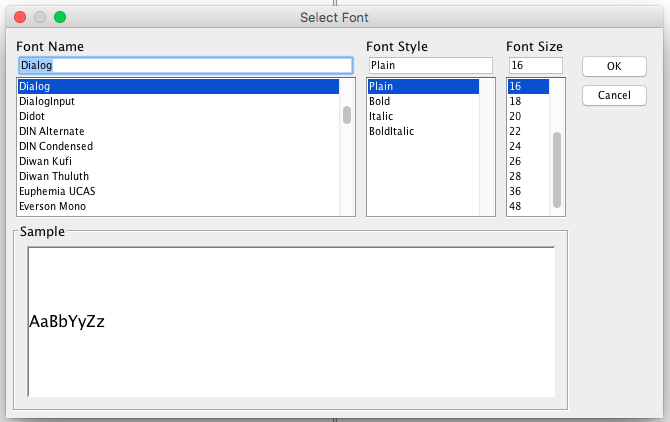 Select Font
Font Name
Dialog
Dialog
DialogInput
Didot
DIN Alternate
DIN Condensed
Diwan Kufi
Diwan Thuluth
Euphemia UCAS
Everson Mono
Font Style
Plain
Plain
Bold
Italic
BoldItalic
Font Size
16
16
18
20
22
24
26
28
36
48
OK
Cancel
Sample
AaBbYyZz